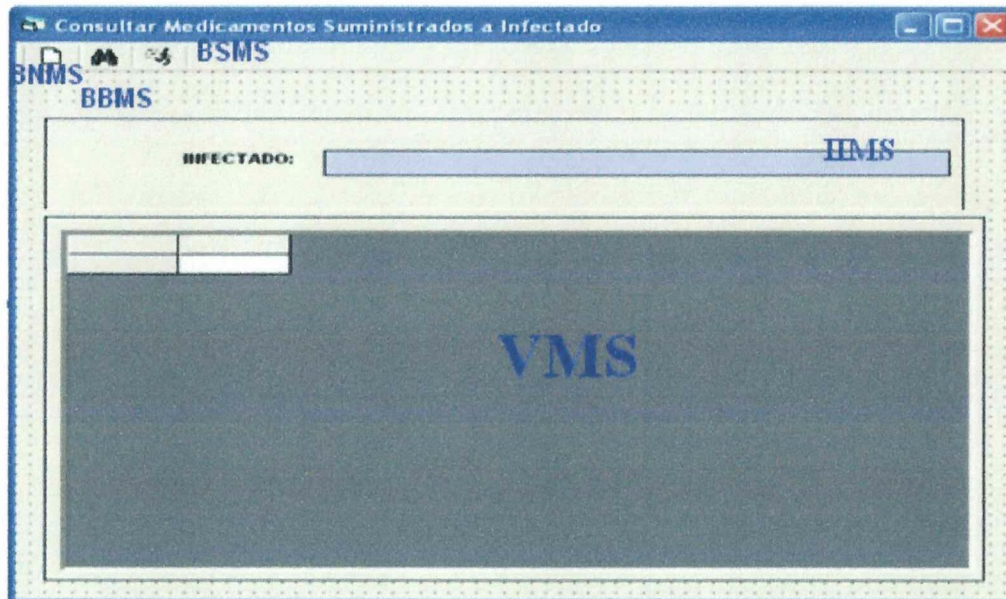 Consultar Medicamentos Suministrados a Infectado
BSMS
BNMS
BBMS
INFECTADO:
IIMS
VMS